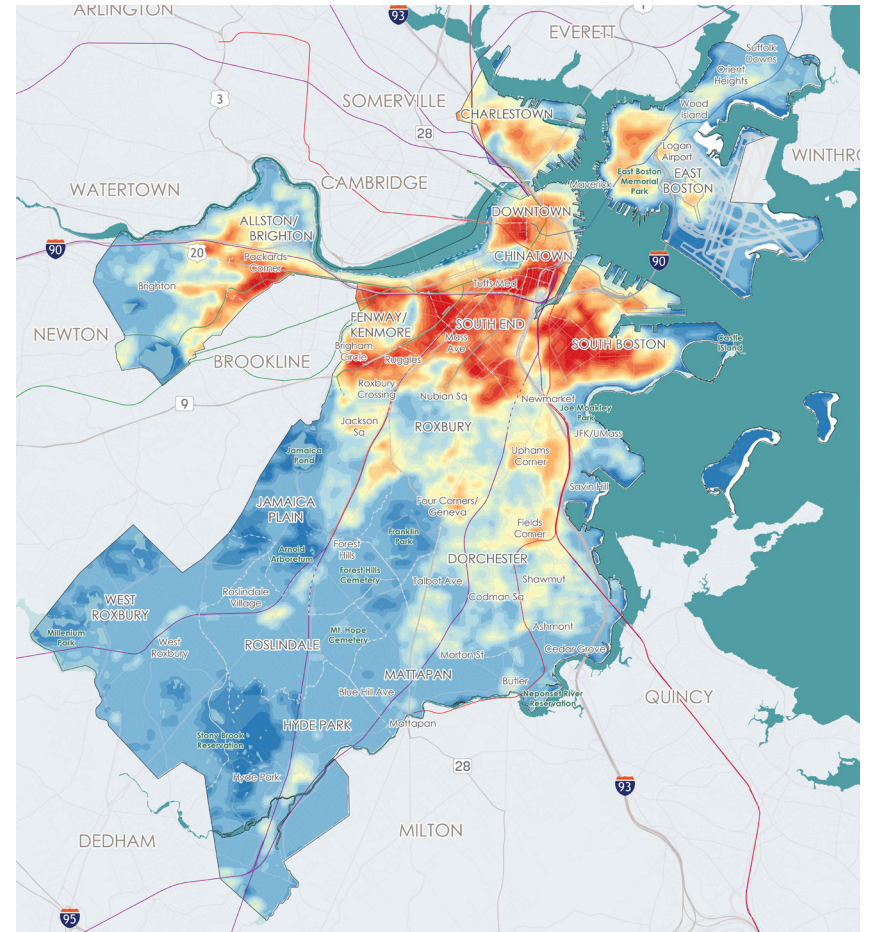 ARLINGTON
93
1
EVERETT
Suffolk
Downs
Orient
Heights
3
SOMERVILLE
CHARLESTOWN
Wood
Island
28
Logan
Airport
WINTHRO
WATERTOWN
CAMBRIDGE
Maverick
East Boston
Memorial
Park
EAST
BOSTON
DOWNTOWN
ALLSTON/
BRIGHTON
90
20
Packards
Corner
CHINATOWN
90
Brighton
Tufts Med
FENWAY/
KENMORE
SOUTH END
Mass
Ave
NEWTON
BROOKLINE
Brigham
Circle
Ruggles
SOUTH BOSTON
Castle
Island
Roxbury
Crossing
Nubian Sq
Newmarket
9
Joe Moakley
Park
Jackson
Sq
ROXBURY
JFK/UMass
Jamaica
Pond
Uphams
Corner
Savin Hill
JAMAICA
PLAIN
Four Corners/
Geneva
Franklin
Park
Fields
Corner
Arnold
Arboretum
Forest
Hills
DORCHESTER
Forest Hills
Cemetery
Talbot Ave
Shawmut
Roslindale
Village
Codman Sq
WEST
ROXBURY
Millenium
Park
Mt. Hope
Cemetery
Ashmont
West
Roxbury
ROSLINDALE
Morton St
Cedar Grove
MATTAPAN
Butler
Blue Hill Ave
Neponset River
Reservation
QUINCY
HYDE PARK
Mattapan
Stony Brook
Reservation
Hyde Park
28
93
DEDHAM
MILTON
95